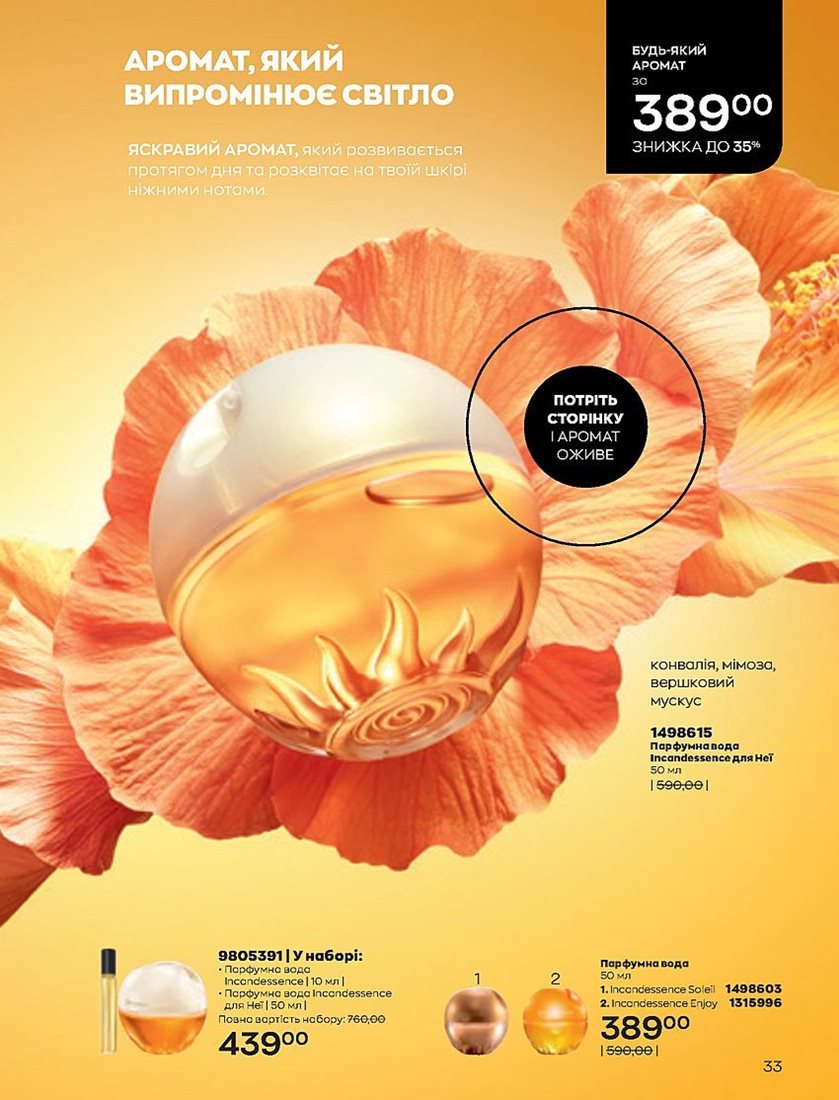 АРОМАТ, ЯКИЙ
ВИПРОМІНЮЄ СВІТЛО
ЯСКРАВИЙ АРОМАТ, який розвивається
протягом дня та розквітає на твоїй шкірі
ніжними нотами.
БУДЬ-ЯКИЙ
АРОМАТ
за
389⁰⁰
ЗНИЖКА ДО 35%
ПОТРІТЬ
СТОРІНКУ
І АРОМАТ
ОЖИВЕ
конвалія, мімоза,
вершковий
мускус
1498615
Парфумна вода
Incandessence для Неї
50 мл
| 590,00 |
9805391 | У наборі:
• Парфумна вода
Incandessence | 10 мл |
• Парфумна вода Incandessence
для Неї | 50 мл |
Повна вартість набору: 760,00
439⁰⁰
1 2
Парфумна вода
50 мл
1. Incandessence Soleil 1498603
2. Incandessence Enjoy 1315996
389⁰⁰
| 590,00 |
33